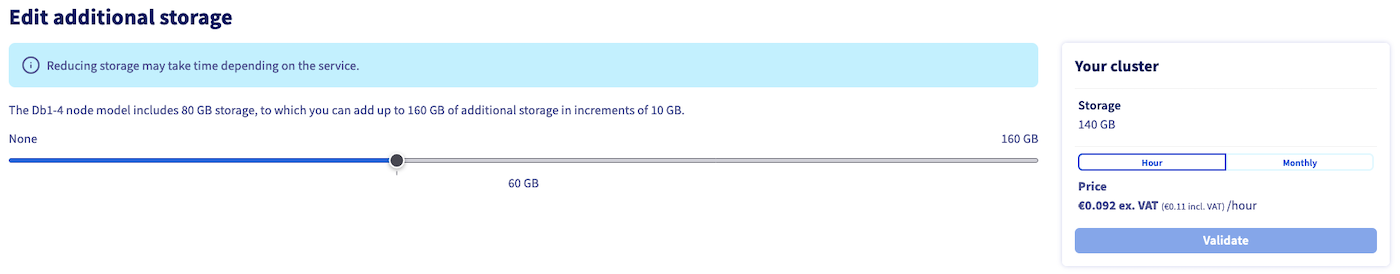 Edit additional storage
Reducing storage may take time depending on the service.
The Db1-4 node model includes 80 GB storage, to which you can add up to 160 GB of additional storage in increments of 10 GB.
None
160 GB
60 GB
Your cluster
Storage
140 GB
Hour
Monthly
Price
€0.092 ex. VAT (€0.11 incl. VAT) /hour
Validate